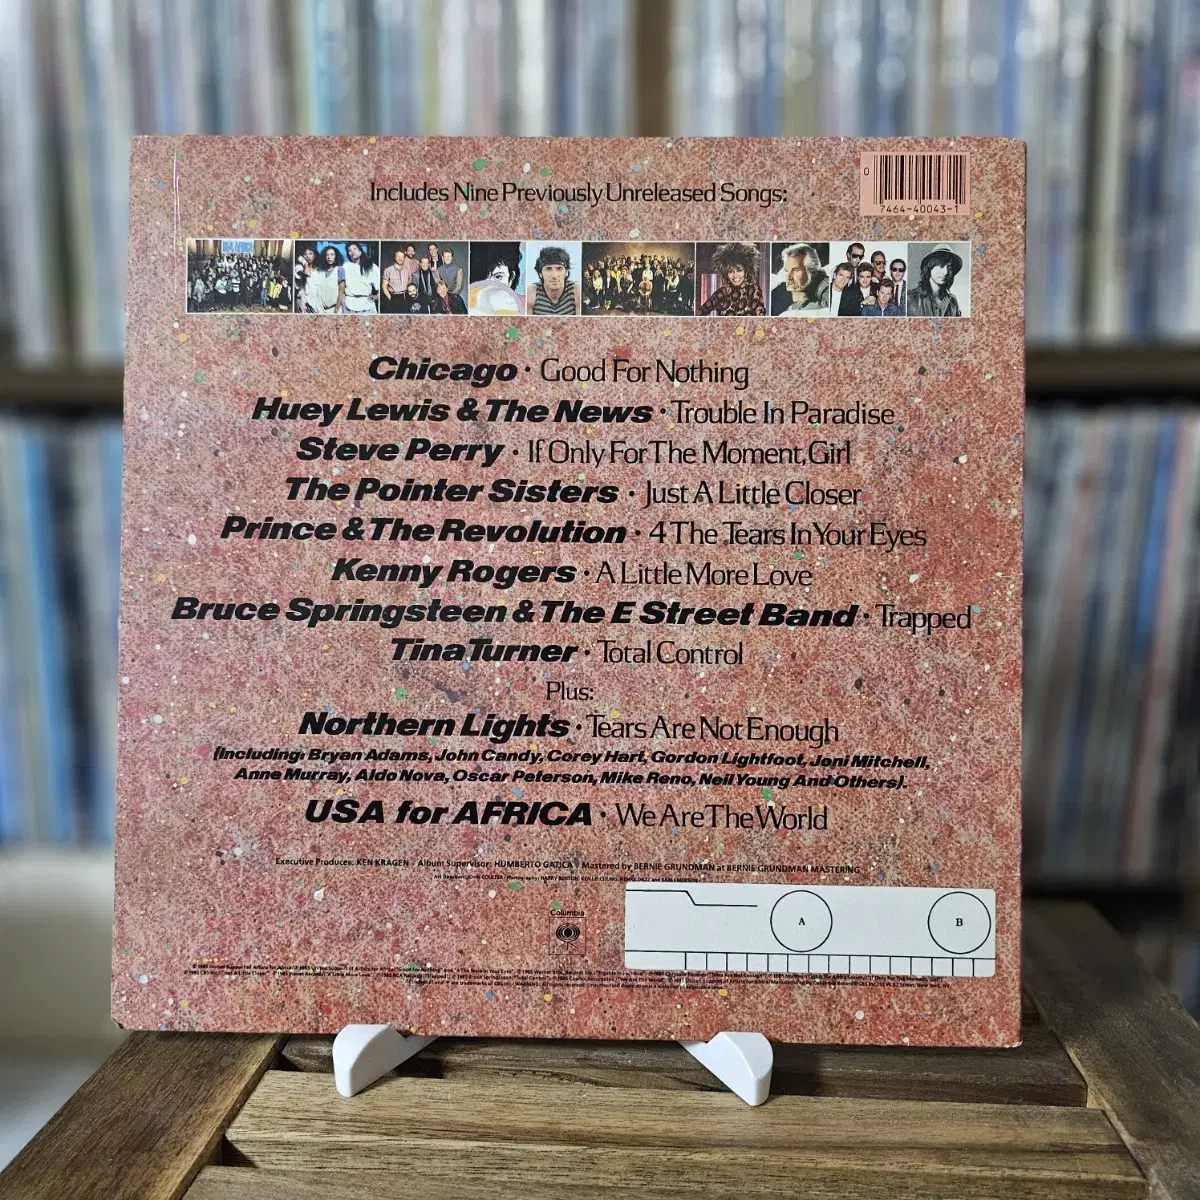 Includes Nine Previously Unreleased Songs:
0
7464-40043-1
USA for AFRICA
Chicago · Good For Nothing
Huey Lewis & The News · Trouble In Paradise
Steve Perry · If Only For The Moment, Girl
The Pointer Sisters · Just A Little Closer
Prince & The Revolution · 4 The Tears In Your Eyes
Kenny Rogers · A Little More Love
Bruce Springsteen & The E Street Band · Trapped
Tina Turner · Total Control
Plus:
Northern Lights · Tears Are Not Enough
(Including: Bryan Adams, John Candy, Corey Hart, Gordon Lightfoot, Joni Mitchell,
Anne Murray, Aldo Nova, Oscar Peterson, Mike Reno, Neil Young And Others).
USA for AFRICA · We Are The World
Executive Producer: KEN KRAGEN Album Supervisor: HUMBERTO GATICA Mastered by BERNIE GRUNDMAN at BERNIE GRUNDMAN MASTERING
Columbia
A B